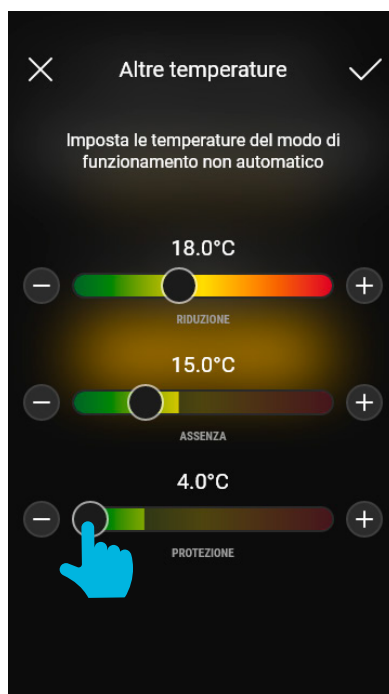 Altre temperature
Imposta le temperature del modo di
funzionamento non automatico
18.0°C
RIDUZIONE
15.0°C
ASSENZA
4.0°C
PROTEZIONE